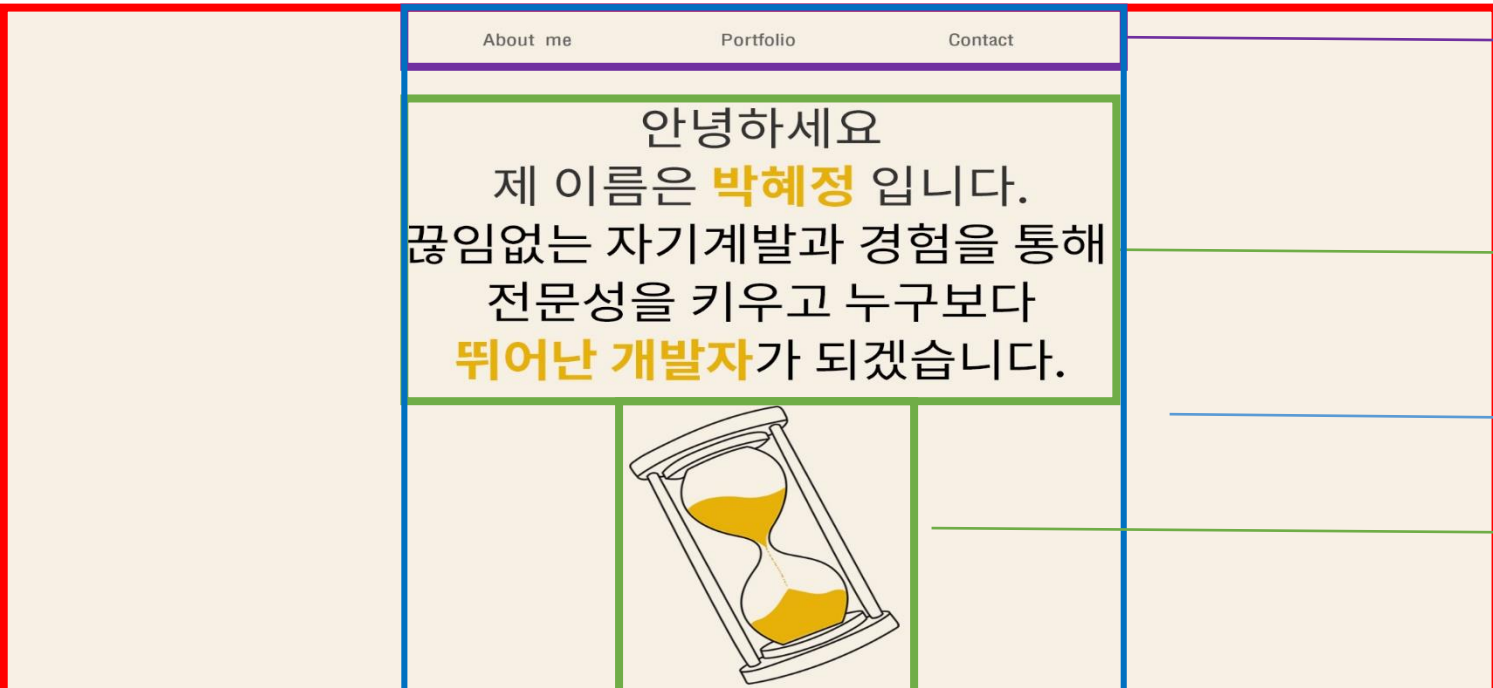 About me
Portfolio
Contact
안녕하세요
제 이름은 박혜정 입니다.
끊임없는 자기계발과 경험을 통해
전문성을 키우고 누구보다
뛰어난 개발자가 되겠습니다.